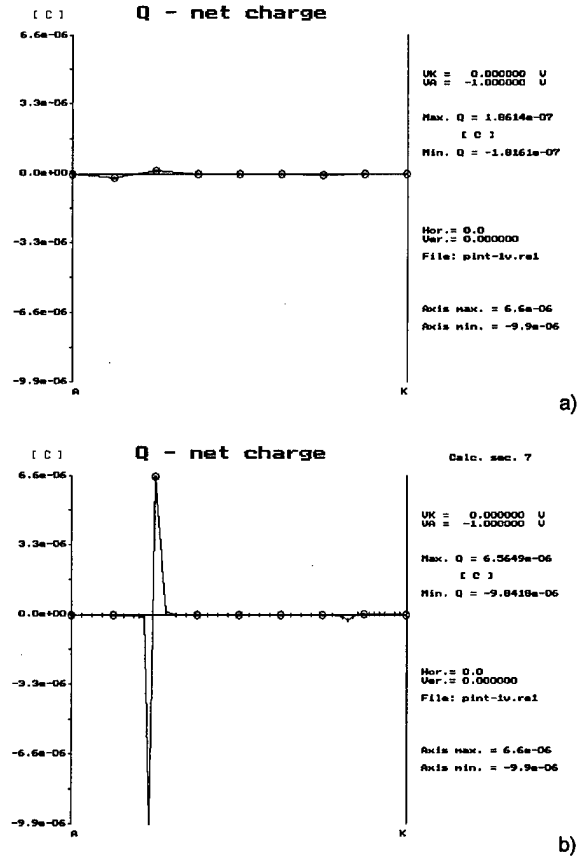 [C] Q - net charge
6.6e-06
VK = 0.000000 V
VA = -1.000000 V
3.3e-06
Max. Q = 1.8614e-07
[C]
Min. Q = -1.8161e-07
0.0e+00
Hor.= 0.0
Ver.= 0.000000
-3.3e-06
File: pint-1v.re1
-6.6e-06
Axis max. = 6.6e-06
Axis min. = -9.9e-06
-9.9e-06
A K
a)
[C] Q - net charge Calc. sec. 7
6.6e-06
VK = 0.000000 V
VA = -1.000000 V
3.3e-06
Max. Q = 6.5649e-06
[C]
Min. Q = -9.8418e-06
0.0e+00
Hor.= 0.0
Ver.= 0.000000
-3.3e-06
File: pint-1v.re1
-6.6e-06
Axis max. = 6.6e-06
Axis min. = -9.9e-06
-9.9e-06
A K
b)